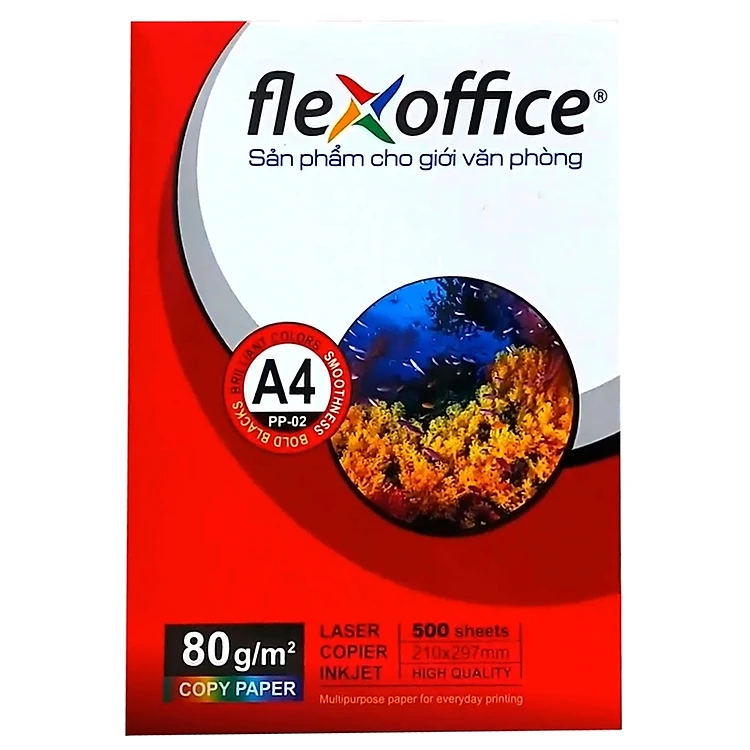 flexoffice®
Sản phẩm cho giới văn phòng
BRILLIANT COLORS
SMOOTHNESS
BOLD BLACKS
A4
PP-02
80g/m²
COPY PAPER
LASER
COPIER
INKJET
500 sheets
210x297mm
HIGH QUALITY
Multipurpose paper for everyday printing